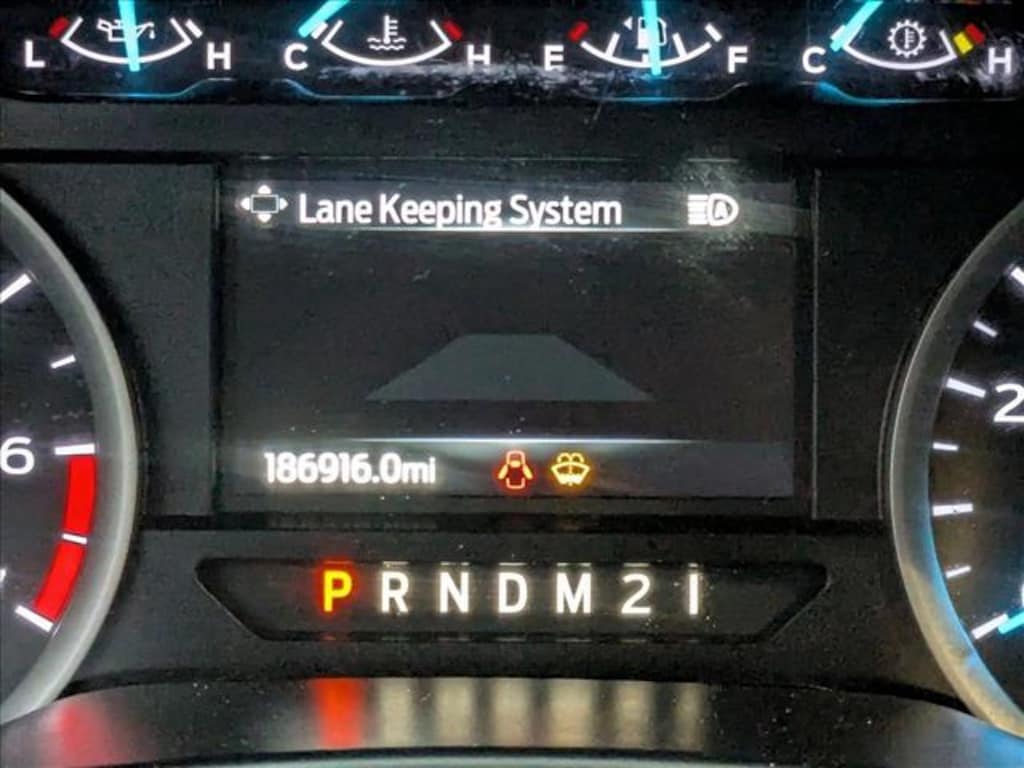 L H C H E F C H
Lane Keeping System A
6
2
186916.0mi
P R N D M 2 1